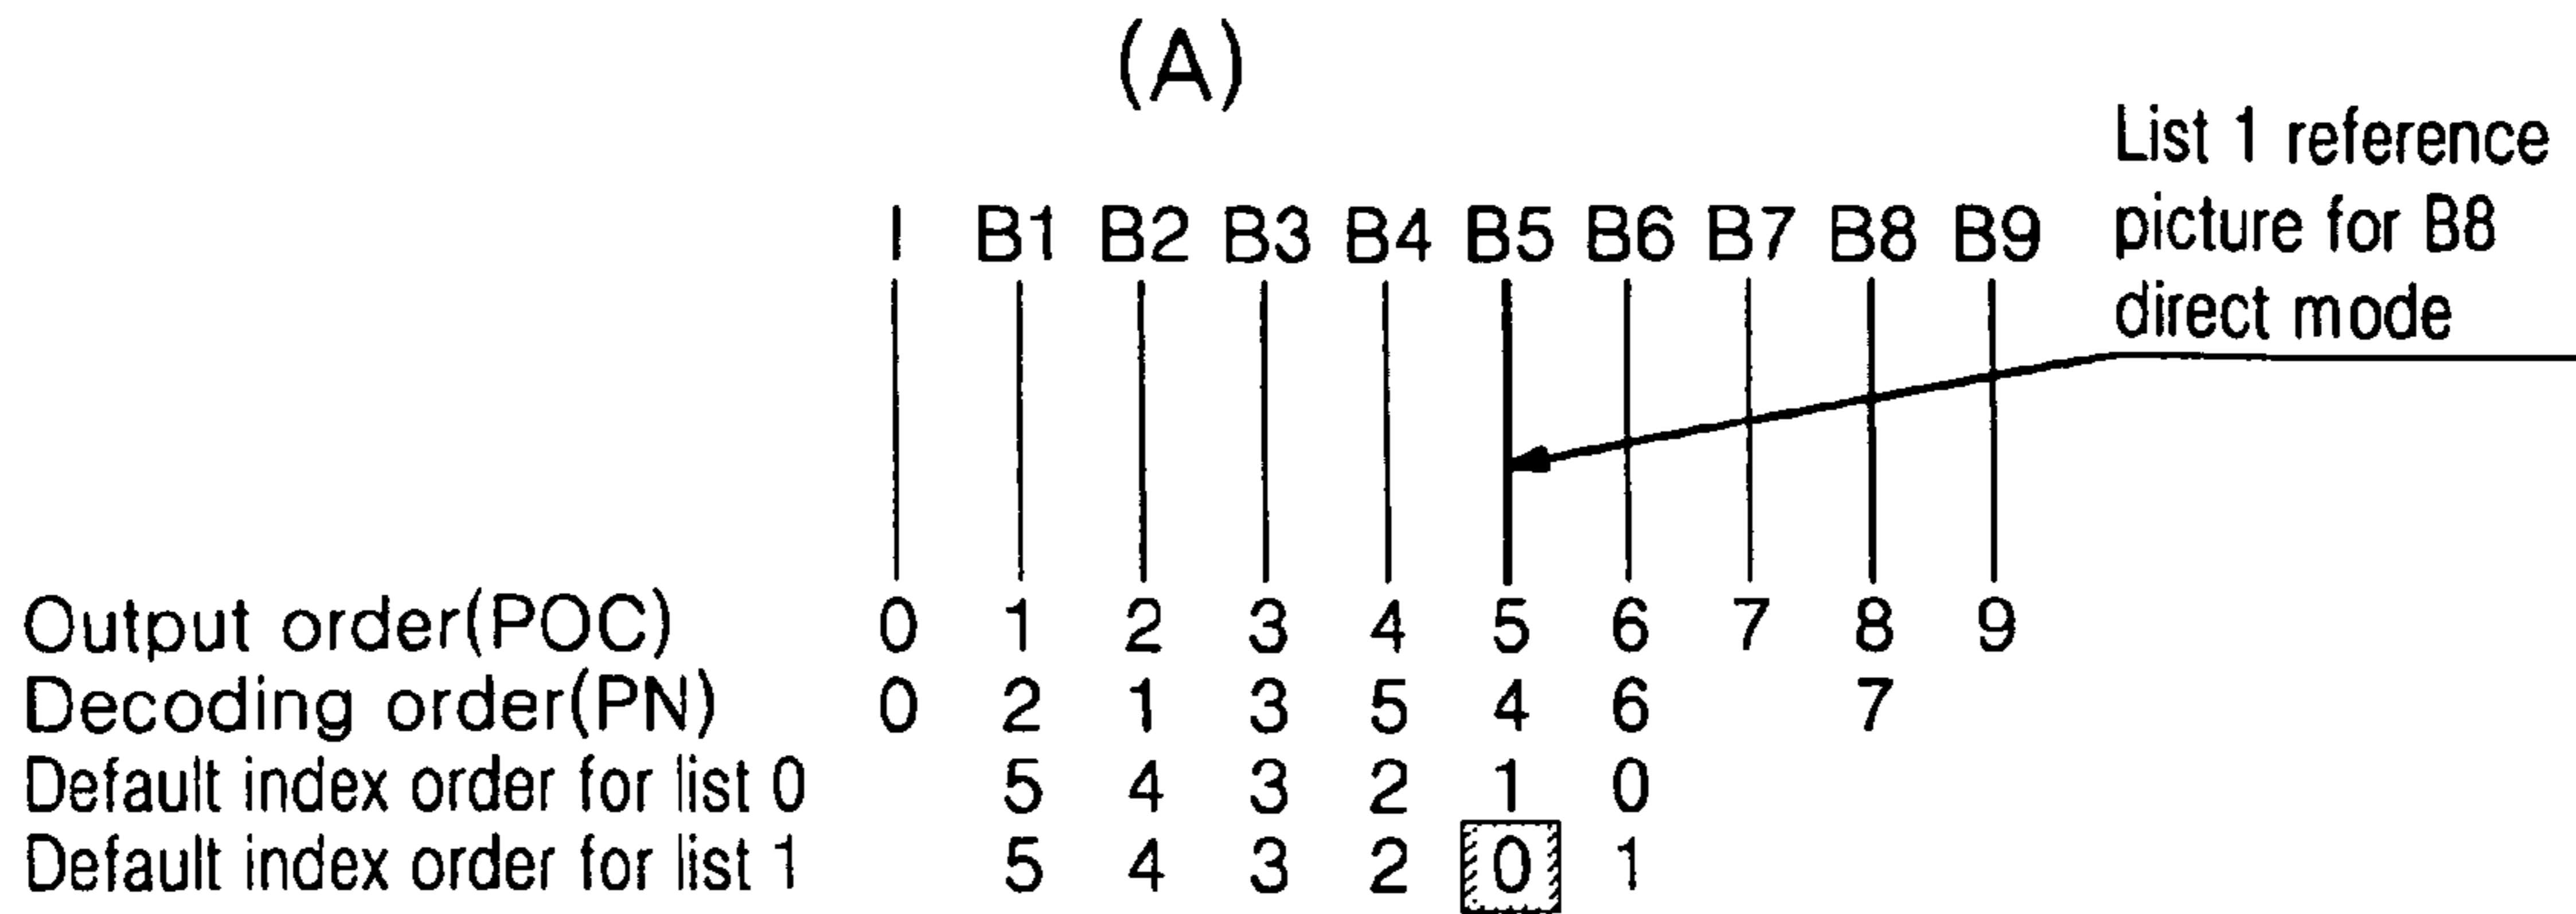 (A)
List 1 reference
picture for B8
direct mode
I B1 B2 B3 B4 B5 B6 B7 B8 B9
Output order(POC) 0 1 2 3 4 5 6 7 8 9
Decoding order(PN) 0 2 1 3 5 4 6 7
Default index order for list 0 5 4 3 2 1 0
Default index order for list 1 5 4 3 2 0 1